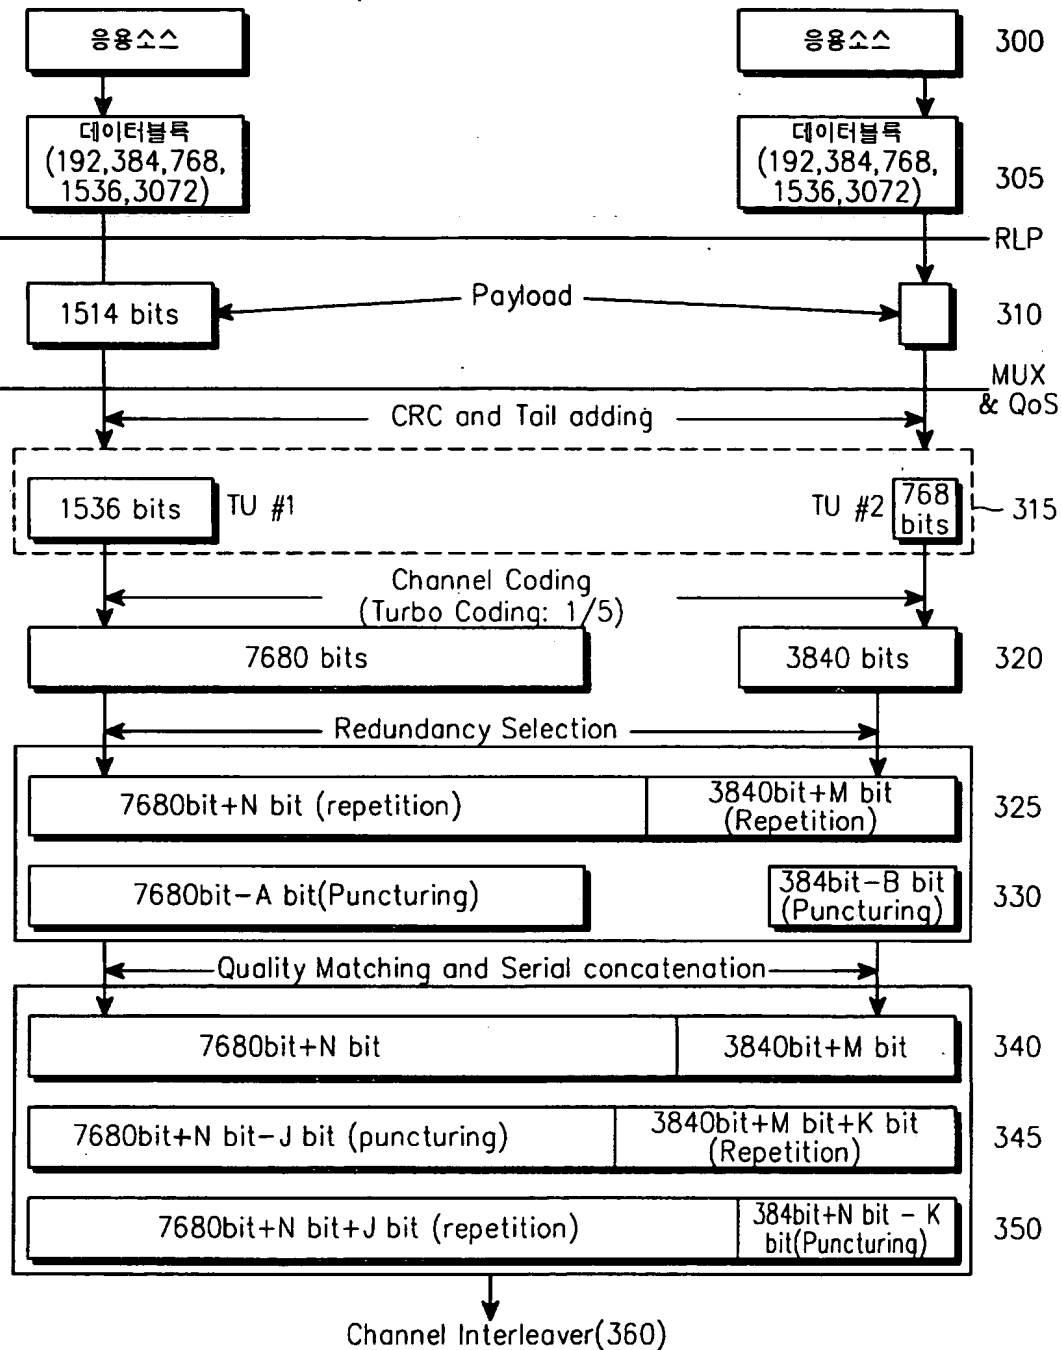 응용소스 응용소스 300
데이터블록 데이터블록
(192,384,768, (192,384,768, 305
1536,3072) 1536,3072)
RLP
1514 bits Payload 310
MUX
& QoS
CRC and Tail adding
1536 bits TU #1 TU #2 768 315
bits
Channel Coding
(Turbo Coding: 1/5)
7680 bits 3840 bits 320
Redundancy Selection
7680bit+N bit (repetition) 3840bit+M bit 325
(Repetition)
7680bit-A bit(Puncturing) 384bit-B bit 330
(Puncturing)
Quality Matching and Serial concatenation
7680bit+N bit 3840bit+M bit 340
7680bit+N bit-J bit (puncturing) 3840bit+M bit+K bit 345
(Repetition)
7680bit+N bit+J bit (repetition) 384bit+N bit - K 350
bit(Puncturing)
Channel Interleaver(360)